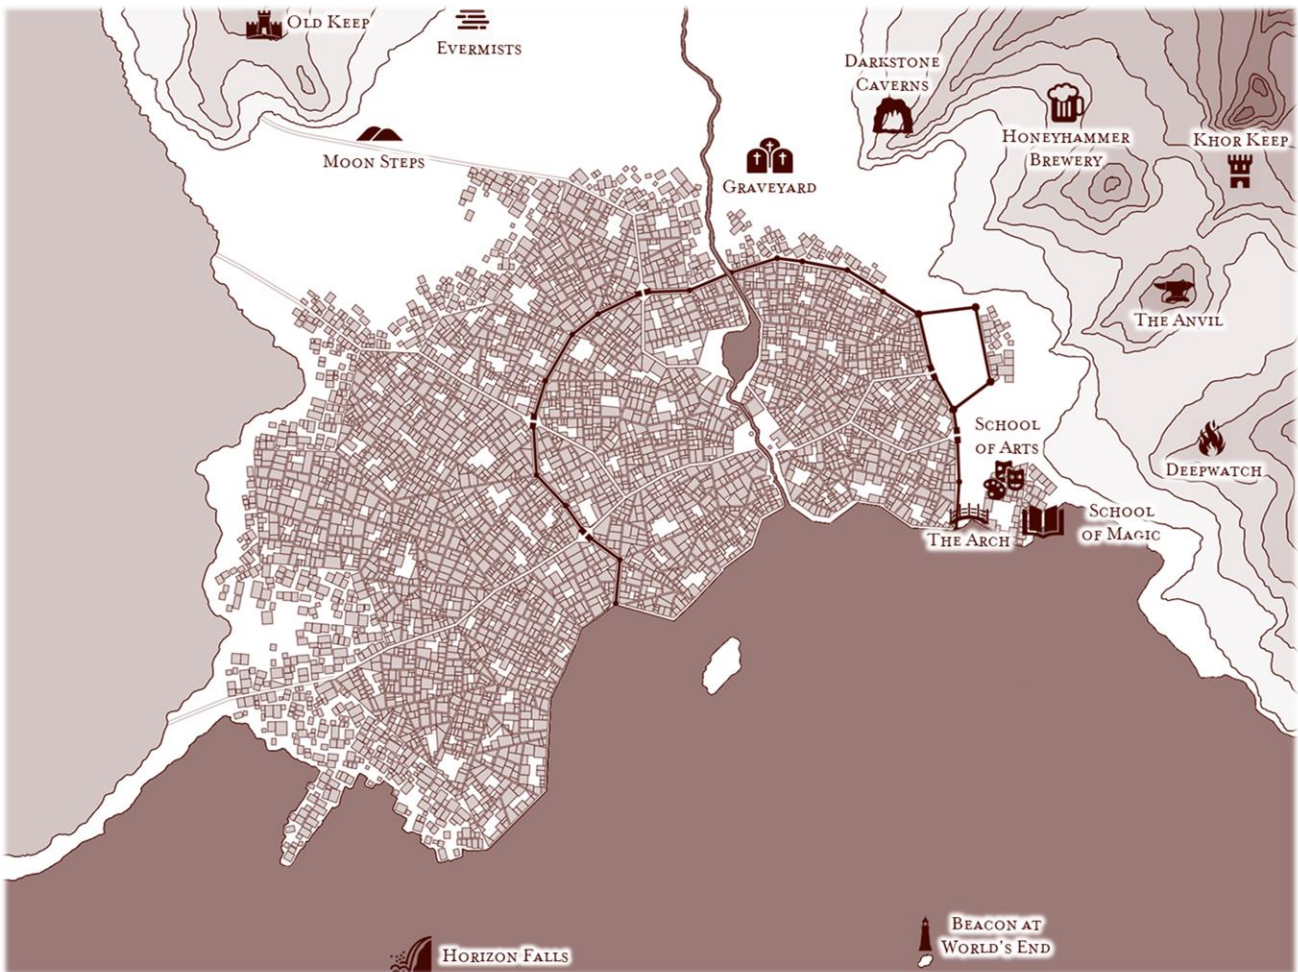 Old Keep
Evermists
Darkstone
Caverns
Moon Steps
Graveyard
Honeyhammer
Brewery
Khor Keep
The Anvil
School
of Arts
Deepwatch
School
of Magic
The Arch
Beacon at
World's End
Horizon Falls